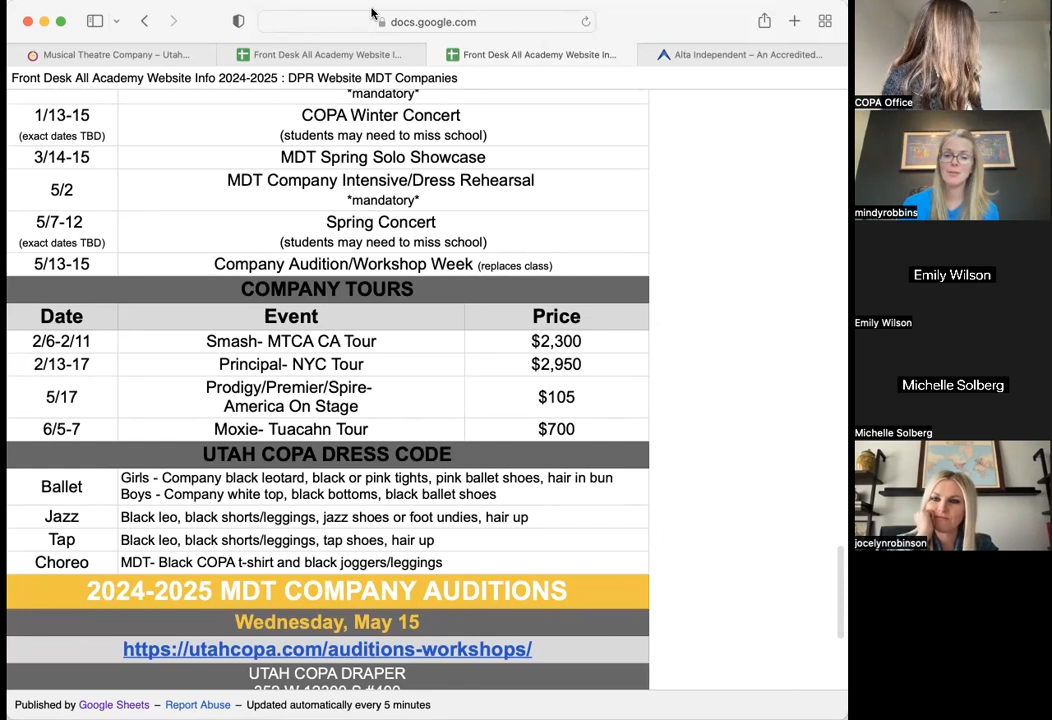 docs.google.com
Musical Theatre Company – Utah...
Front Desk All Academy Website I...
Front Desk All Academy Website In...
Alta Independent – An Accredited...
Front Desk All Academy Website Info 2024-2025 : DPR Website MDT Companies
*mandatory*
1/13-15
(exact dates TBD)
COPA Winter Concert
(students may need to miss school)
3/14-15
MDT Spring Solo Showcase
5/2
MDT Company Intensive/Dress Rehearsal
*mandatory*
5/7-12
(exact dates TBD)
Spring Concert
(students may need to miss school)
5/13-15
Company Audition/Workshop Week (replaces class)
COMPANY TOURS
Date Event Price
2/6-2/11 Smash- MTCA CA Tour $2,300
2/13-17 Principal- NYC Tour $2,950
5/17
Prodigy/Premier/Spire-
America On Stage
$105
6/5-7 Moxie- Tuacahn Tour $700
UTAH COPA DRESS CODE
Ballet
Girls - Company black leotard, black or pink tights, pink ballet shoes, hair in bun
Boys - Company white top, black bottoms, black ballet shoes
Jazz Black leo, black shorts/leggings, jazz shoes or foot undies, hair up
Tap Black leo, black shorts/leggings, tap shoes, hair up
Choreo MDT- Black COPA t-shirt and black joggers/leggings
2024-2025 MDT COMPANY AUDITIONS
Wednesday, May 15
https://utahcopa.com/auditions-workshops/
UTAH COPA DRAPER
Published by Google Sheets – Report Abuse – Updated automatically every 5 minutes
COPA Office
mindyrobbins
Emily Wilson
Emily Wilson
Michelle Solberg
Michelle Solberg
jocelynrobinson